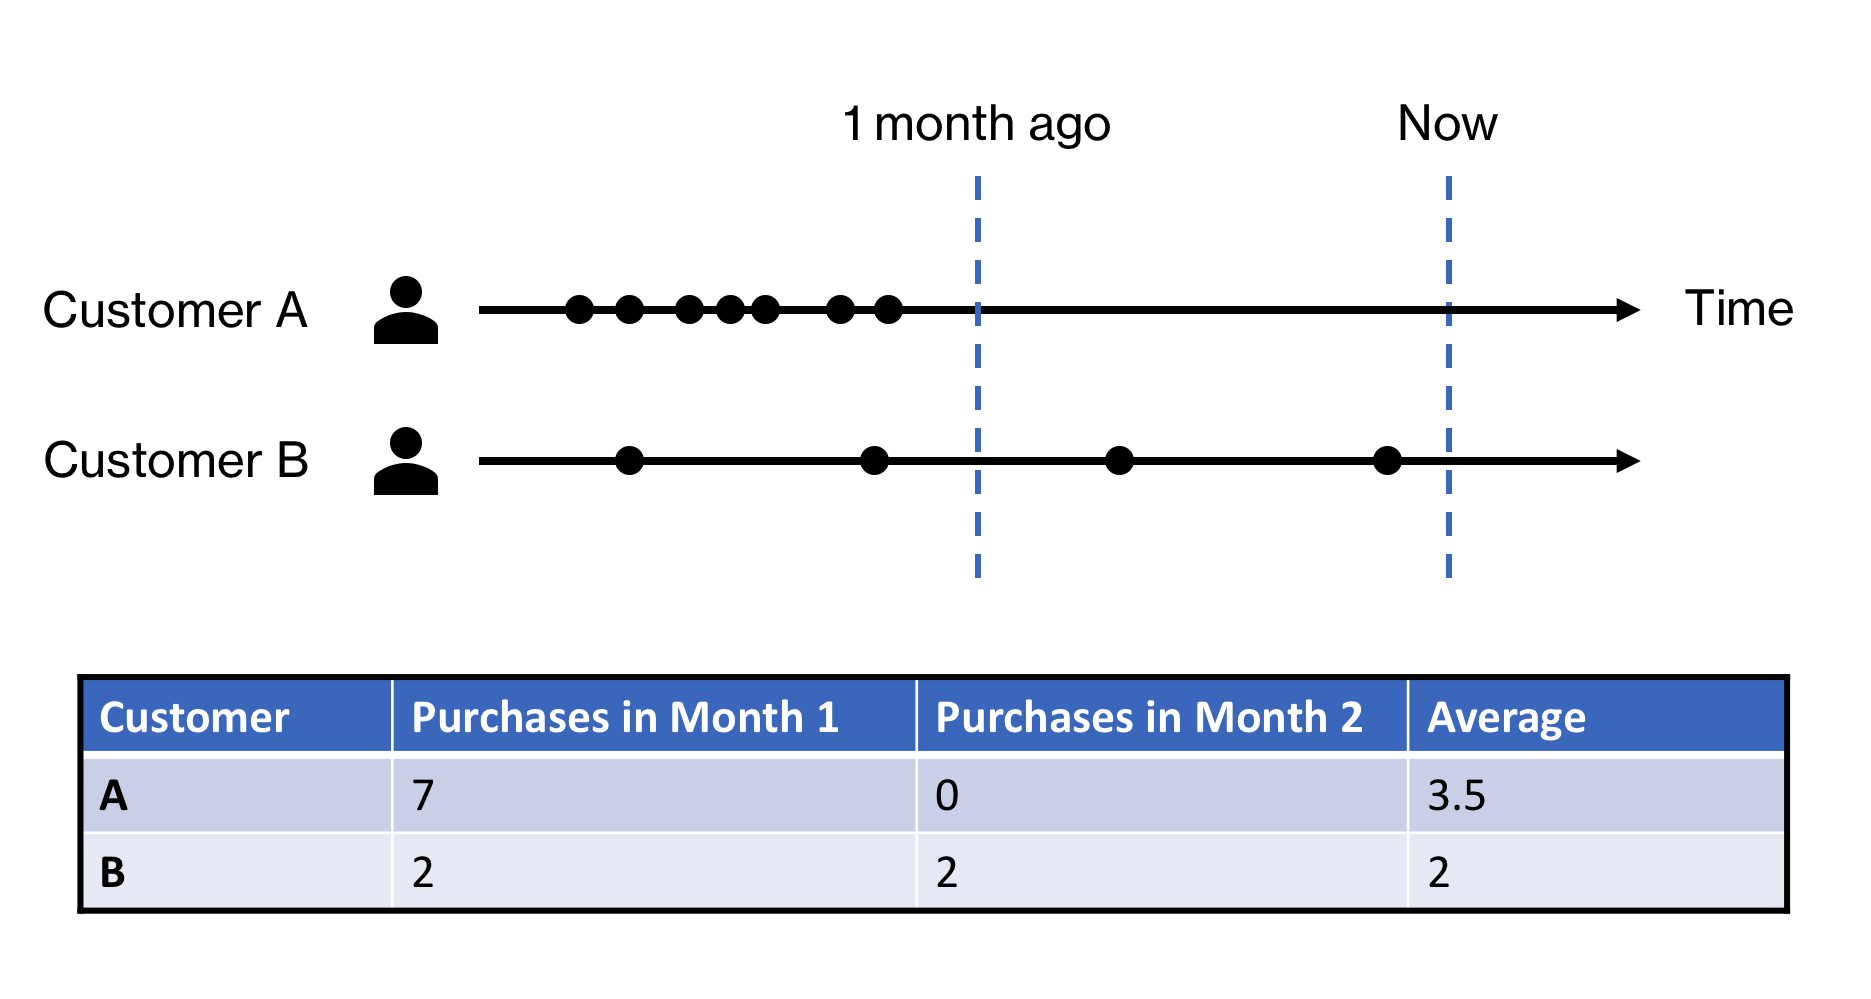 1 month ago
Now
Customer A
Time
Customer B
Customer Purchases in Month 1 Purchases in Month 2 Average
A 7 0 3.5
B 2 2 2